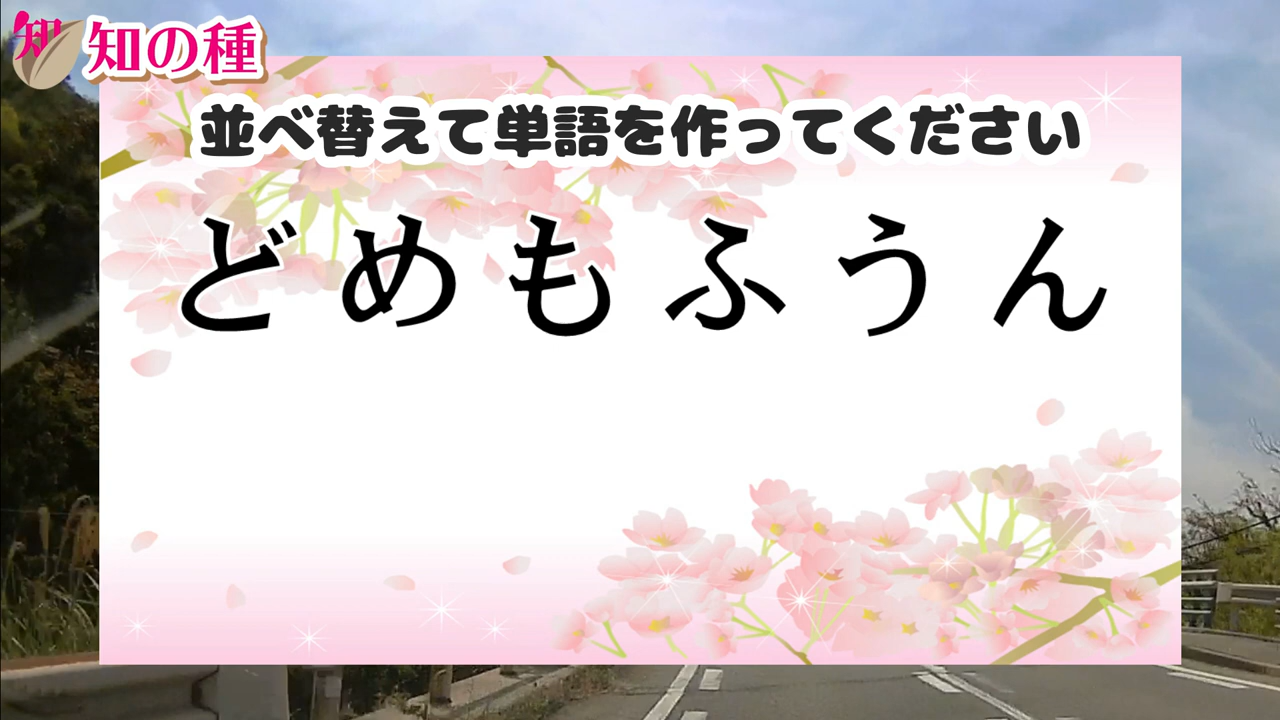 知 知の種
並べ替えて単語を作ってください
どめもふうん